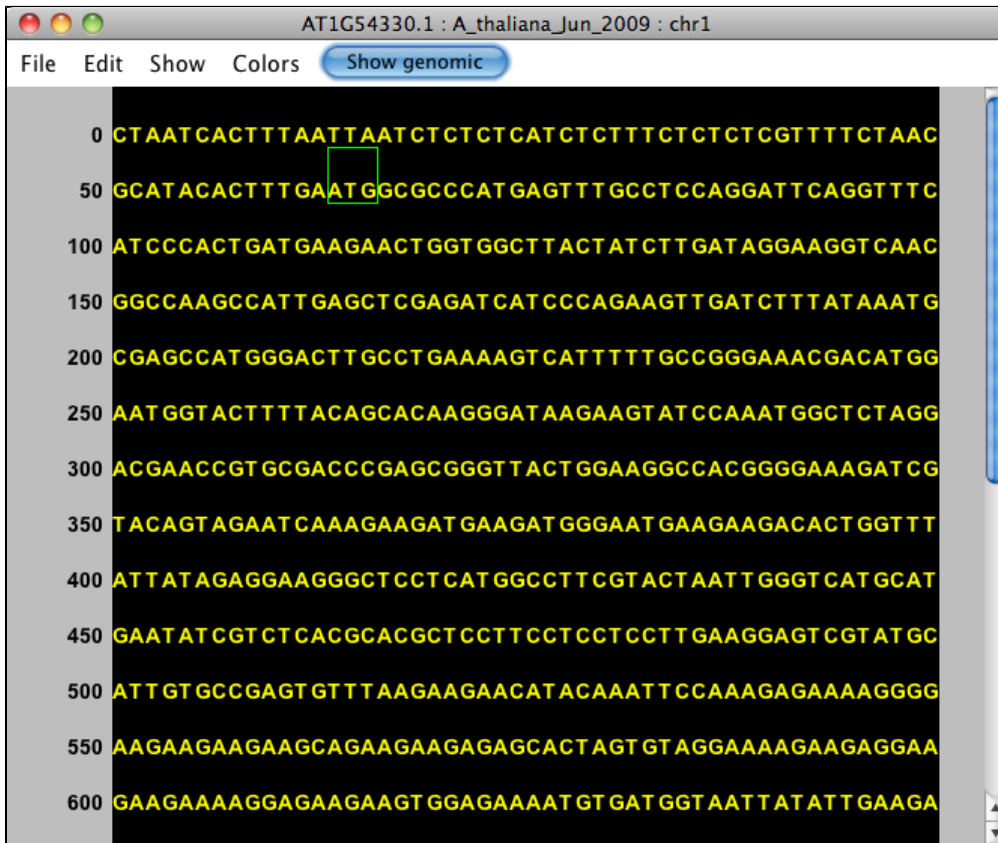 AT1G54330.1 : A_thaliana_Jun_2009 : chr1
File Edit Show Colors Show genomic
0 CTAATCACTTTAATTAATCTCTCTCATCTCTTTCTCTCTCGTTTTCTAAC
50 GCATACACTTTGAATGGCGCCCATGAGTTTGCCTCCAGGATTCAGGTTTC
100 ATCCCACTGATGAAGAACTGGTGGCTTACTATCTTGATAGGAAGGTCAAC
150 GGCCAAGCCATTGAGCTCGAGATCATCCCAGAAGTTGATCTTTATAAATG
200 CGAGCCATGGGACTTGCCTGAAAAGTCATTTTTGCCGGGAAACGACATGG
250 AATGGTACTTTTACAGCACAAGGGATAAGAAGTATCCAAATGGCTCTAGG
300 ACGAACCGTGCGACCCGAGCGGGTTACTGGAAGGCCACGGGGAAAGATCG
350 TACAGTAGAATCAAAGAAGATGAAGATGGGAATGAAGAAGACACTGGTTT
400 ATTATAGAGGAAGGGCTCCTCATGGCCTTCGTACTAATTGGGTCATGCAT
450 GAATATCGTCTCACGCACGCTCCTTCCTCCTCCTTGAAGGAGTCGTATGC
500 ATTGTGCCGAGTGTTTAAGAAGAACATACAAATTCCAAAGAGAAAAGGGG
550 AAGAAGAAGAAGCAGAAGAAGAGAGCACTAGTGTAGGAAAAGAAGAGGAA
600 GAAGAAAAGGAGAAGAAGTGGAGAAAATGTGATGGTAATTATATTGAAGA